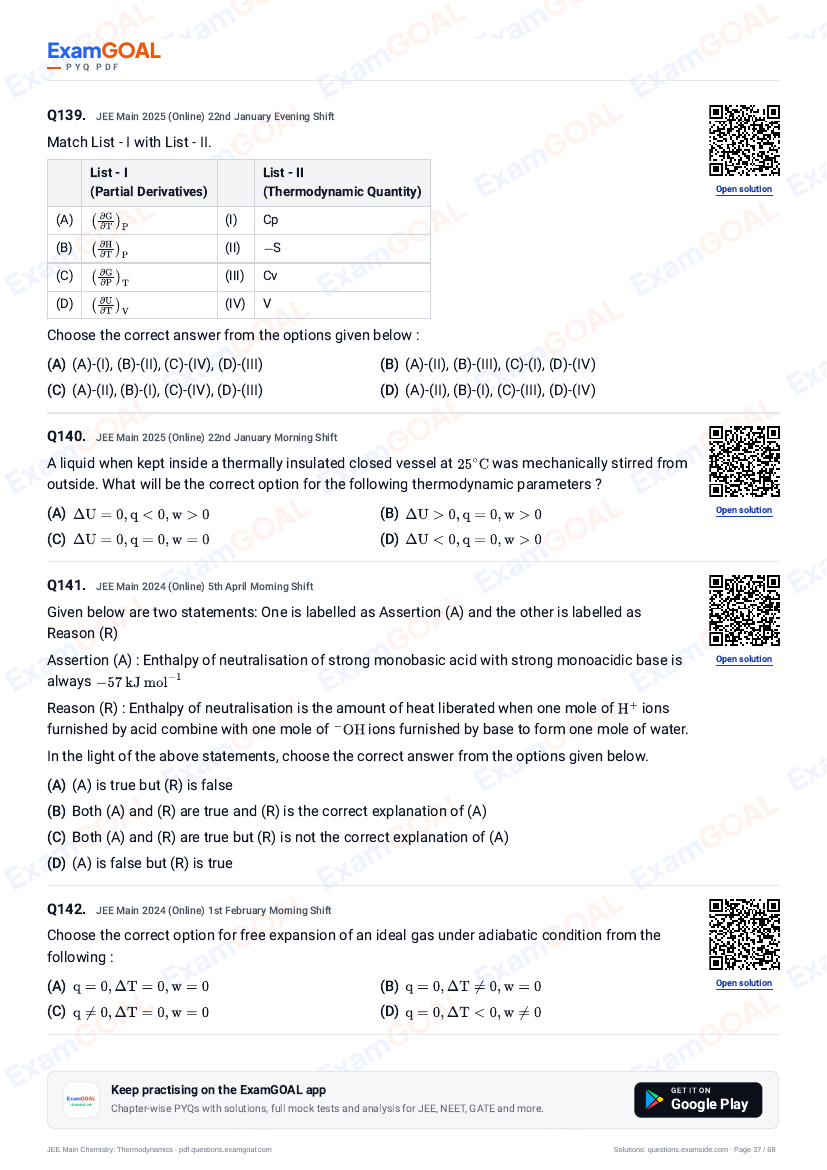 ExamGOAL
PYQ PDF
Q139. JEE Main 2025 (Online) 22nd January Evening Shift
Match List - I with List - II.
List - I
(Partial Derivatives)
List - II
(Thermodynamic Quantity)
(A) (∂G/∂T)_P (I) Cp
(B) (∂H/∂T)_P (II) −S
(C) (∂G/∂P)_T (III) Cv
(D) (∂U/∂T)_V (IV) V
Choose the correct answer from the options given below :
(A) (A)-(I), (B)-(II), (C)-(IV), (D)-(III) (B) (A)-(II), (B)-(III), (C)-(I), (D)-(IV)
(C) (A)-(II), (B)-(I), (C)-(IV), (D)-(III) (D) (A)-(II), (B)-(I), (C)-(III), (D)-(IV)
Open solution
Q140. JEE Main 2025 (Online) 22nd January Morning Shift
A liquid when kept inside a thermally insulated closed vessel at 25°C was mechanically stirred from
outside. What will be the correct option for the following thermodynamic parameters ?
(A) ΔU = 0, q < 0, w > 0 (B) ΔU > 0, q = 0, w > 0
(C) ΔU = 0, q = 0, w = 0 (D) ΔU < 0, q = 0, w > 0
Open solution
Q141. JEE Main 2024 (Online) 5th April Morning Shift
Given below are two statements: One is labelled as Assertion (A) and the other is labelled as
Reason (R)
Assertion (A) : Enthalpy of neutralisation of strong monobasic acid with strong monoacidic base is
always −57 kJ mol⁻¹
Reason (R) : Enthalpy of neutralisation is the amount of heat liberated when one mole of H⁺ ions
furnished by acid combine with one mole of ⁻OH ions furnished by base to form one mole of water.
In the light of the above statements, choose the correct answer from the options given below.
(A) (A) is true but (R) is false
(B) Both (A) and (R) are true and (R) is the correct explanation of (A)
(C) Both (A) and (R) are true but (R) is not the correct explanation of (A)
(D) (A) is false but (R) is true
Open solution
Q142. JEE Main 2024 (Online) 1st February Morning Shift
Choose the correct option for free expansion of an ideal gas under adiabatic condition from the
following :
(A) q = 0, ΔT = 0, w = 0 (B) q = 0, ΔT ≠ 0, w = 0
(C) q ≠ 0, ΔT = 0, w = 0 (D) q = 0, ΔT < 0, w ≠ 0
Open solution
ExamGOAL
Keep practising on the ExamGOAL app
Chapter-wise PYQs with solutions, full mock tests and analysis for JEE, NEET, GATE and more.
GET IT ON
Google Play
JEE Main Chemistry: Thermodynamics · pdf.questions.examgoal.com
Solutions: questions.examside.com · Page 37 / 68